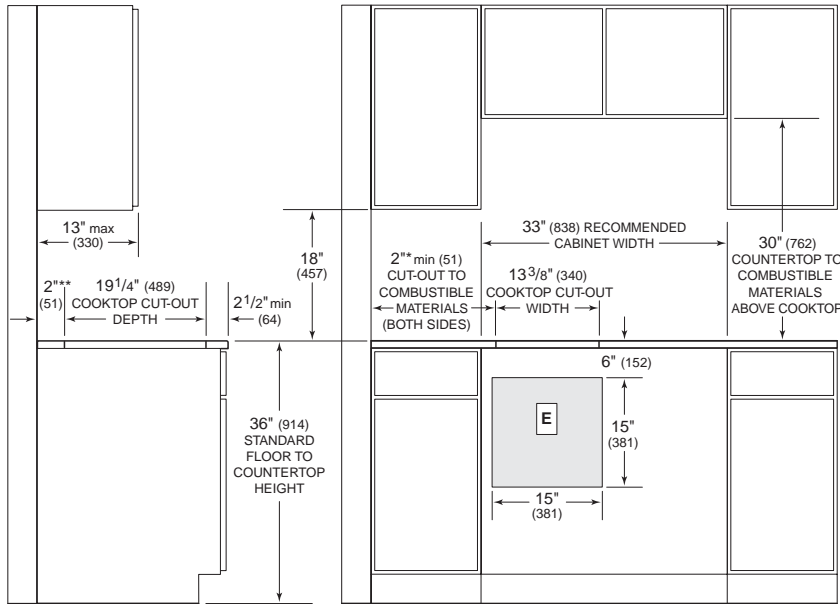 13" max
(330)
18"
(457)
33" (838) RECOMMENDED
CABINET WIDTH
30" (762)
COUNTERTOP TO
COMBUSTIBLE
MATERIALS
ABOVE COOKTOP
2"**
(51)
19 1/4" (489)
COOKTOP CUT-OUT
DEPTH
2 1/2" min
(64)
2"* min (51)
CUT-OUT TO
COMBUSTIBLE
MATERIALS
(BOTH SIDES)
13 3/8" (340)
COOKTOP CUT-OUT
WIDTH
36" (914)
STANDARD
FLOOR TO
COUNTERTOP
HEIGHT
6" (152)
E
15"
(381)
15"
(381)